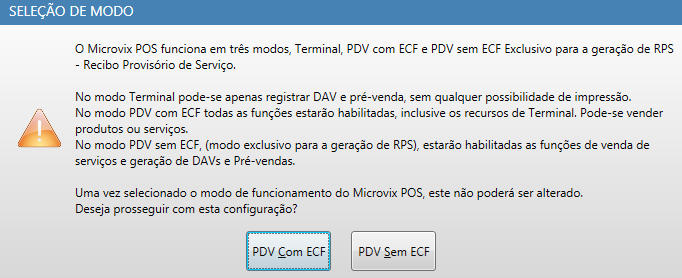 SELEÇÃO DE MODO
O Microvix POS funciona em três modos, Terminal, PDV com ECF e PDV sem ECF Exclusivo para a geração de RPS
- Recibo Provisório de Serviço.
No modo Terminal pode-se apenas registrar DAV e pré-venda, sem qualquer possibilidade de impressão.
No modo PDV com ECF todas as funções estarão habilitadas, inclusive os recursos de Terminal. Pode-se vender
produtos ou serviços.
No modo PDV sem ECF, (modo exclusivo para a geração de RPS), estarão habilitadas as funções de venda de
serviços e geração de DAVs e Pré-vendas.
Uma vez selecionado o modo de funcionamento do Microvix POS, este não poderá ser alterado.
Deseja prosseguir com esta configuração?
PDV Com ECF PDV Sem ECF